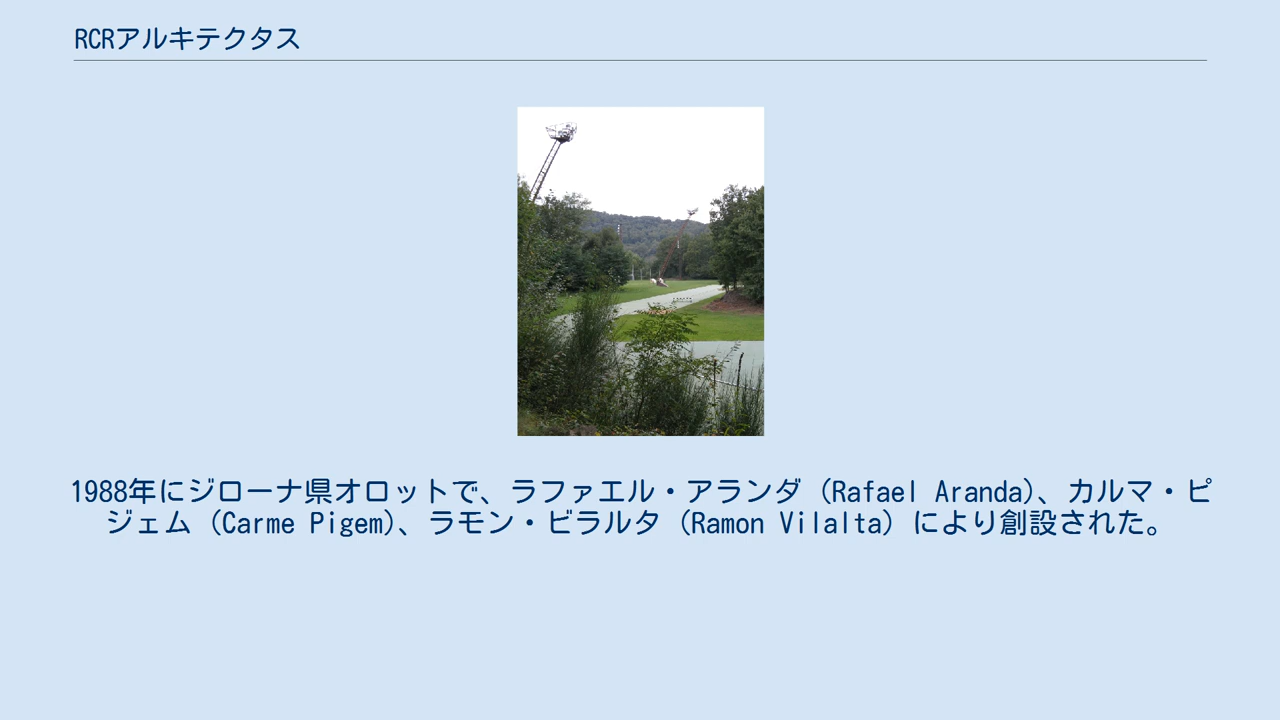 RCRアルキテクタス
1988年にジローナ県オロットで、ラファエル・アランダ (Rafael Aranda)、カルマ・ピ
ジェム (Carme Pigem)、ラモン・ビラルタ (Ramon Vilalta) により創設された。